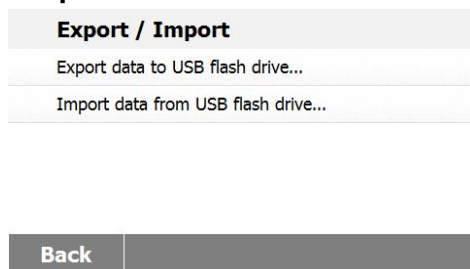 Export / Import
Export data to USB flash drive...
Import data from USB flash drive...
Back